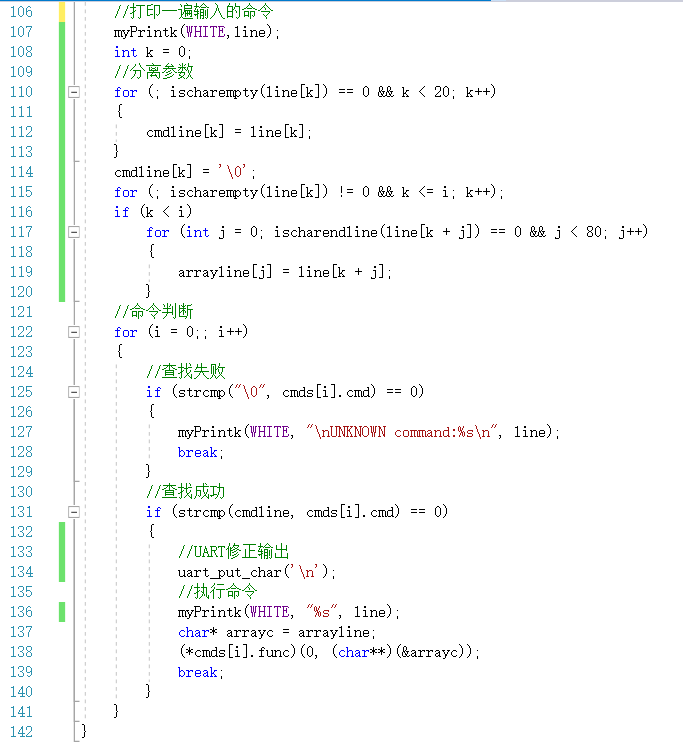 106 //打印一遍输入的命令
107 myPrintk(WHITE,line);
108 int k = 0;
109 //分离参数
110 for (; ischarempty(line[k]) == 0 && k < 20; k++)
111 {
112 cmdline[k] = line[k];
113 }
114 cmdline[k] = '\0';
115 for (; ischarempty(line[k]) != 0 && k <= i; k++);
116 if (k < i)
117 for (int j = 0; ischarendline(line[k + j]) == 0 && j < 80; j++)
118 {
119 arrayline[j] = line[k + j];
120 }
121 //命令判断
122 for (i = 0;; i++)
123 {
124 //查找失败
125 if (strcmp("\0", cmds[i].cmd) == 0)
126 {
127 myPrintk(WHITE, "\nUNKNOWN command:%s\n", line);
128 break;
129 }
130 //查找成功
131 if (strcmp(cmdline, cmds[i].cmd) == 0)
132 {
133 //UART修正输出
134 uart_put_char('\n');
135 //执行命令
136 myPrintk(WHITE, "%s", line);
137 char* arrayc = arrayline;
138 (*cmds[i].func)(0, (char**)(&arrayc));
139 break;
140 }
141 }
142 }